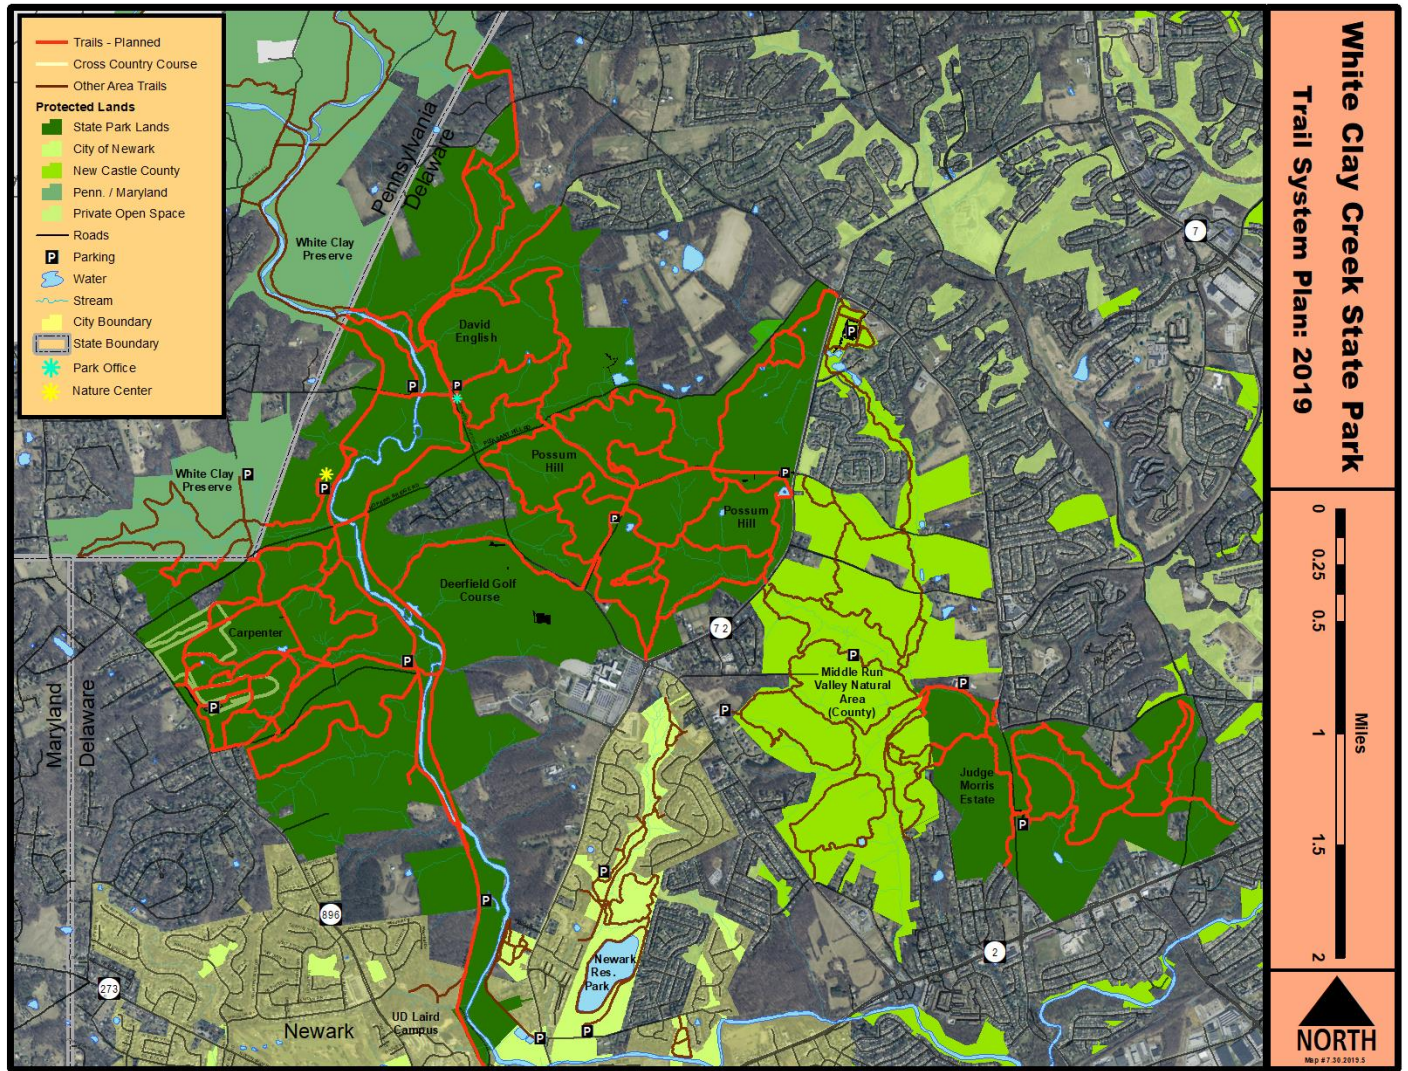 Trails - Planned
Cross Country Course
Other Area Trails
Protected Lands
State Park Lands
City of Newark
New Castle County
Penn. / Maryland
Private Open Space
Roads
P Parking
Water
Stream
City Boundary
State Boundary
Park Office
Nature Center
White Clay Creek State Park
Trail System Plan: 2019
0
0.25
0.5
1
1.5
2
Miles
NORTH
Map #7.30.2019.5
Pennsylvania
Delaware
White Clay
Preserve
7
David
English
P
P
P
White Clay
Preserve
P
P
Possum
Hill
P
P
Possum
Hill
Deerfield Golf
Course
Carpenter
P
P
72
Middle Run
Valley Natural
Area
(County)
P
P
P
Maryland
Delaware
Judge
Morris
Estate
P
P
P
896
273
2
Newark
Res.
Park
UD Laird
Campus
Newark
P
P